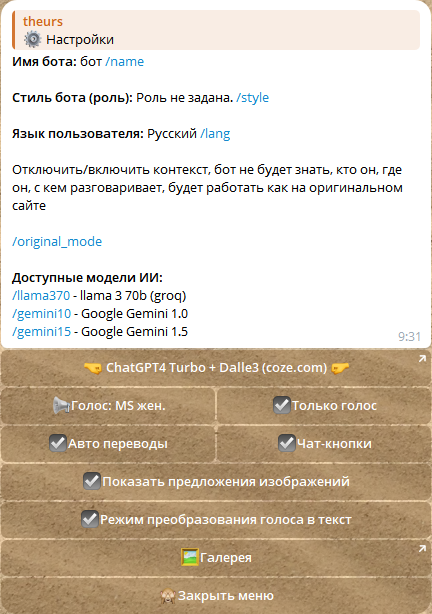 theurs
⚙️ Настройки
Имя бота: бот /name
Стиль бота (роль): Роль не задана. /style
Язык пользователя: Русский /lang
Отключить/включить контекст, бот не будет знать, кто он, где
он, с кем разговаривает, будет работать как на оригинальном
сайте
/original_mode
Доступные модели ИИ:
/llama370 - llama 3 70b (groq)
/gemini10 - Google Gemini 1.0
/gemini15 - Google Gemini 1.5
9:31
🤜 ChatGPT4 Turbo + Dalle3 (coze.com) 🤛
📢Голос: MS жен.
☑️Только голос
☑️Авто переводы
☑️Чат-кнопки
☑️Показать предложения изображений
☑️Режим преобразования голоса в текст
🖼️Галерея
🙈Закрыть меню